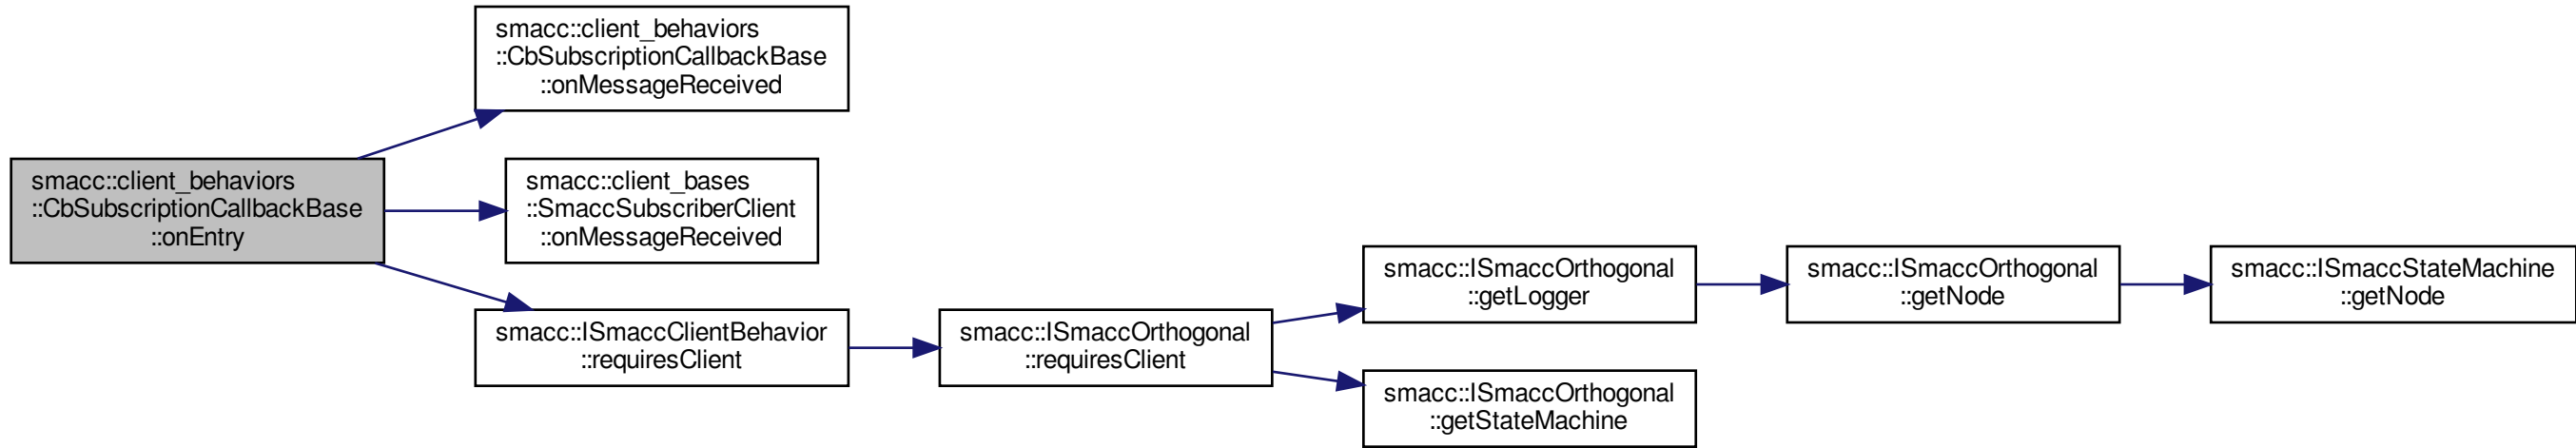 smacc::client_behaviors
::CbSubscriptionCallbackBase
::onEntry
smacc::client_behaviors
::CbSubscriptionCallbackBase
::onMessageReceived
smacc::client_bases
::SmaccSubscriberClient
::onMessageReceived
smacc::ISmaccClientBehavior
::requiresClient
smacc::ISmaccOrthogonal
::requiresClient
smacc::ISmaccOrthogonal
::getLogger
smacc::ISmaccOrthogonal
::getNode
smacc::ISmaccStateMachine
::getNode
smacc::ISmaccOrthogonal
::getStateMachine